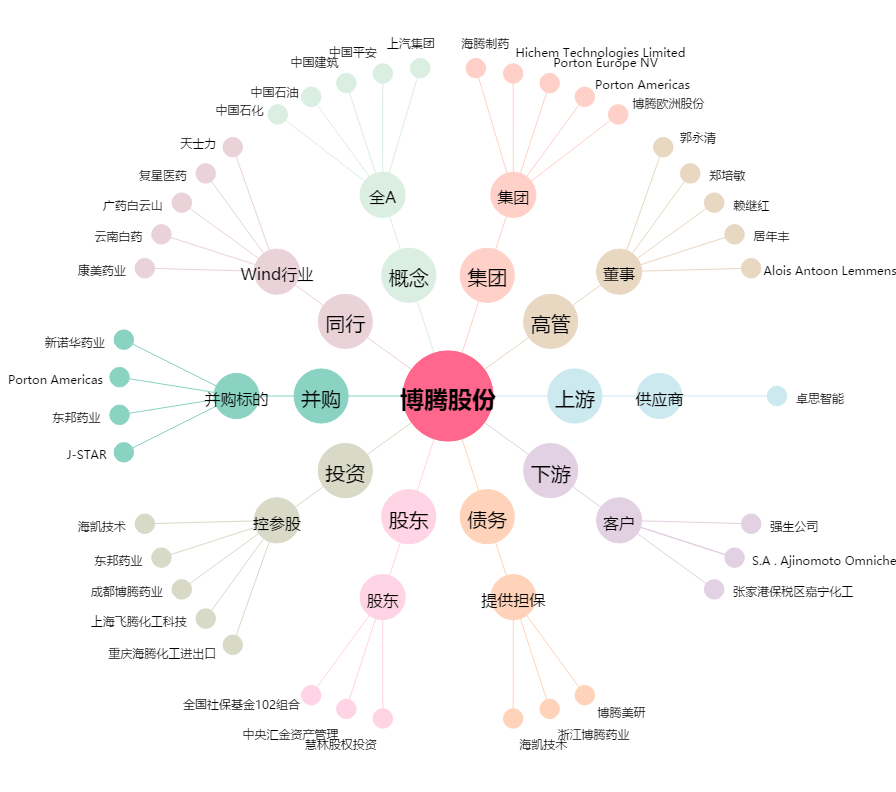 上汽集团
海腾制药
中国平安
Hichem Technologies Limited
中国建筑
Porton Europe NV
中国石油
Porton Americas
中国石化
博腾欧洲股份
天士力
郭永清
复星医药
郑培敏
全A
集团
广药白云山
赖继红
云南白药
居年丰
康美药业
Wind行业
概念
集团
董事
Alois Antoon Lemmens
同行
高管
新诺华药业
Porton Americas
并购标的
并购
博腾股份
上游
供应商
卓思智能
东邦药业
J-STAR
投资
下游
海凯技术
控参股
股东
债务
客户
强生公司
东邦药业
S.A . Ajinomoto Omniche
成都博腾药业
张家港保税区嘉宁化工
股东
提供担保
上海飞腾化工科技
重庆海腾化工进出口
全国社保基金102组合
博腾美研
中央汇金资产管理
浙江博腾药业
慧林股权投资
海凯技术